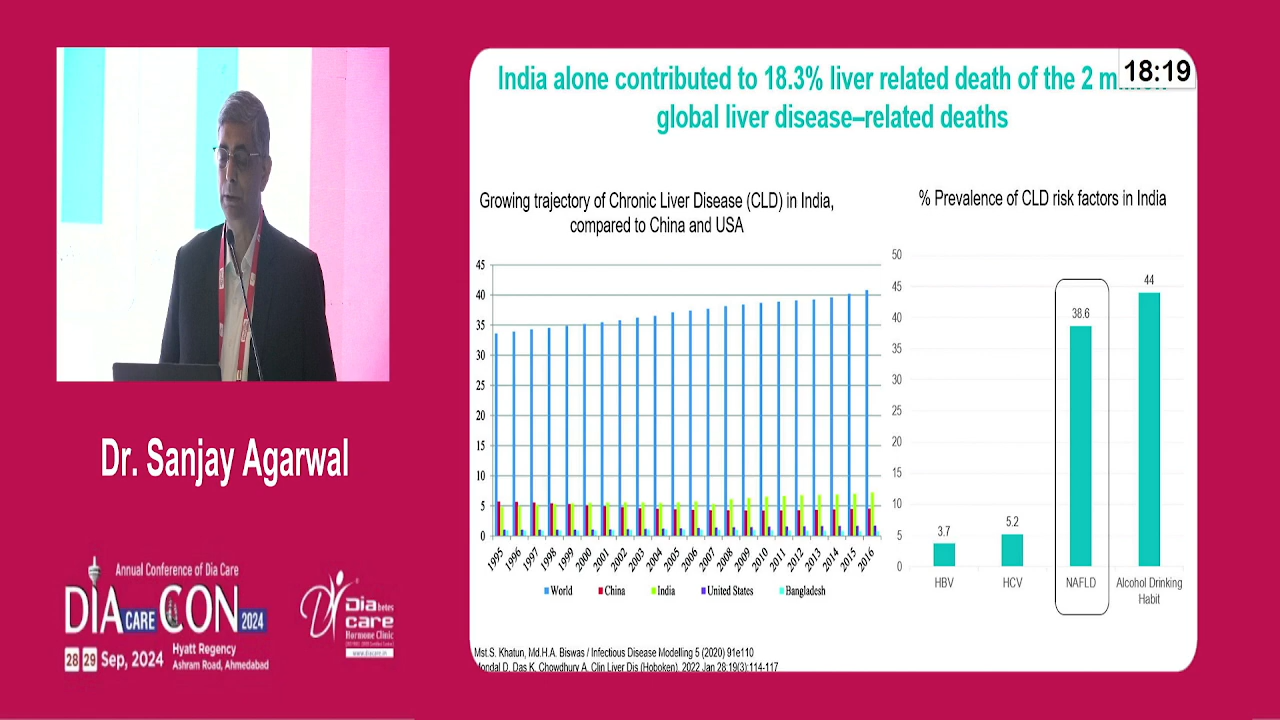 18:19
India alone contributed to 18.3% liver related death of the 2
global liver disease–related deaths
Growing trajectory of Chronic Liver Disease (CLD) in India,
compared to China and USA
45
40
35
30
25
20
15
10
5
0
1995 1996 1997 1998 1999 2000 2001 2002 2003 2004 2005 2006 2007 2008 2009 2010 2011 2012 2013 2014 2015 2016
World China India United States Bangladesh
% Prevalence of CLD risk factors in India
50
45
40
35
30
25
20
15
10
5
0
3.7
5.2
38.6
44
HBV HCV NAFLD Alcohol Drinking
Habit
Mst.S. Khatun, Md.H.A. Biswas / Infectious Disease Modelling 5 (2020) 91e110
Mondal D, Das K, Chowdhury A. Clin Liver Dis (Hoboken). 2022 Jan 28;19(3):114-117
Dr. Sanjay Agarwal
Annual Conference of Dia Care
DIA CARE CON 2024
28 29 Sep, 2024
Hyatt Regency
Ashram Road, Ahmedabad
Diabetes
care
Hormone Clinic
www.diacare.in